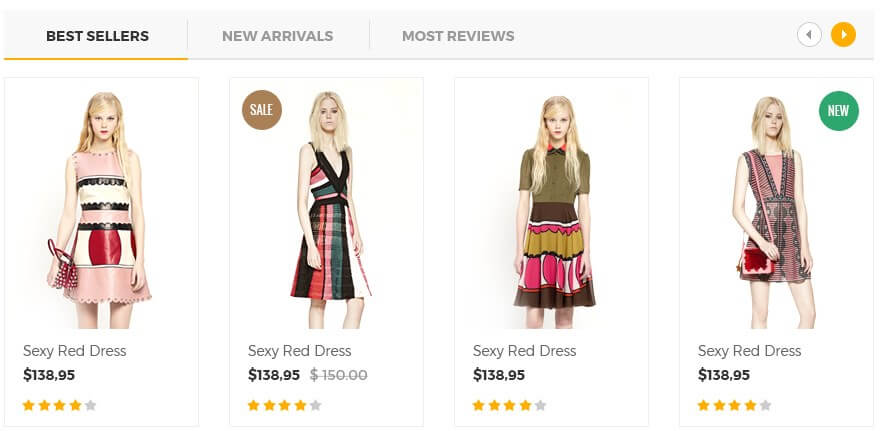 BEST SELLERS
NEW ARRIVALS
MOST REVIEWS
SALE
NEW
Sexy Red Dress
$138,95
Sexy Red Dress
$138,95 $ 150.00
Sexy Red Dress
$138,95
Sexy Red Dress
$138,95